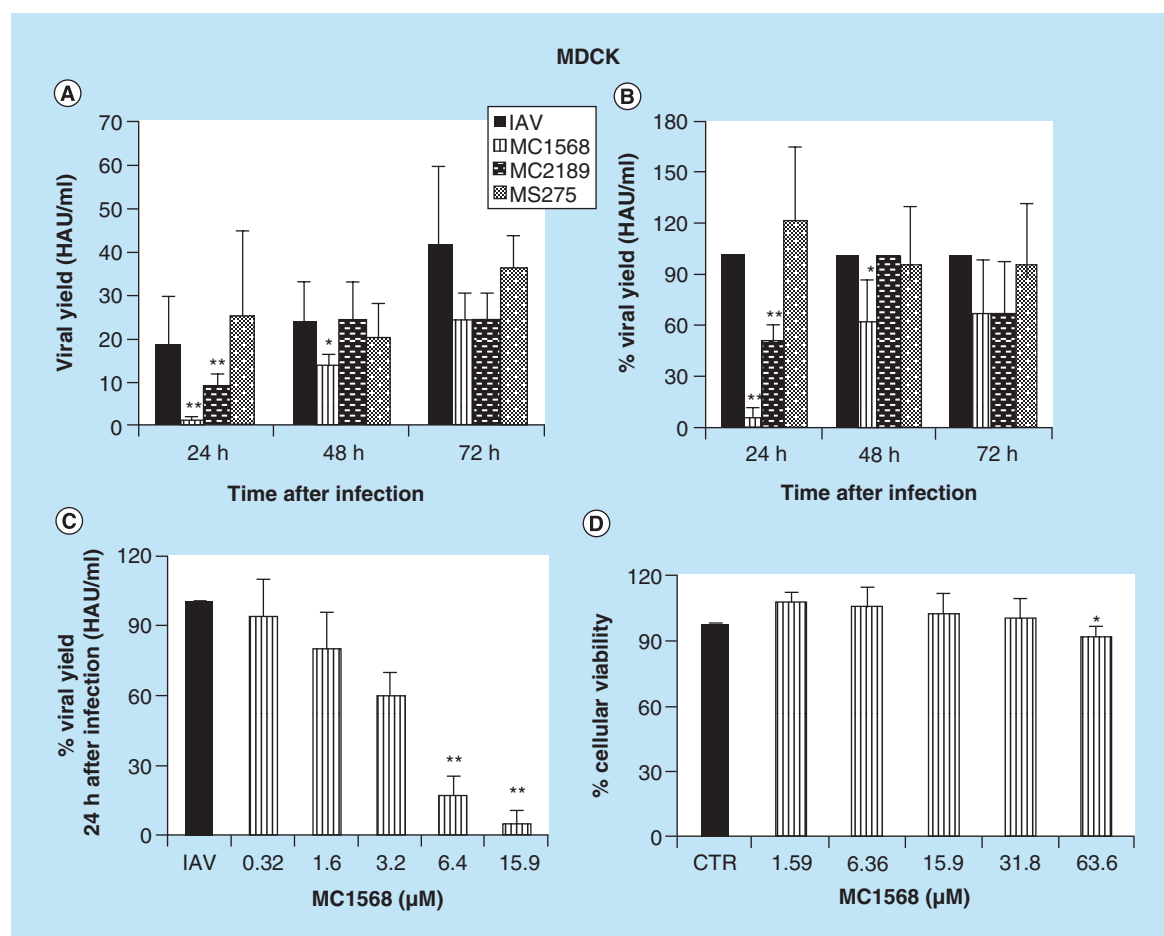 MDCK
A
Viral yield (HAU/ml)
70
60
50
40
30
20
10
0
**
**
*
24 h
48 h
72 h
Time after infection
IAV
MC1568
MC2189
MS275
B
% viral yield (HAU/ml)
180
150
120
90
60
30
0
**
**
*
24 h
48 h
72 h
Time after infection
C
% viral yield
24 h after infection (HAU/ml)
120
90
60
30
0
**
**
IAV 0.32 1.6 3.2 6.4 15.9
MC1568 (µM)
D
% cellular viability
120
90
60
30
0
*
CTR 1.59 6.36 15.9 31.8 63.6
MC1568 (µM)